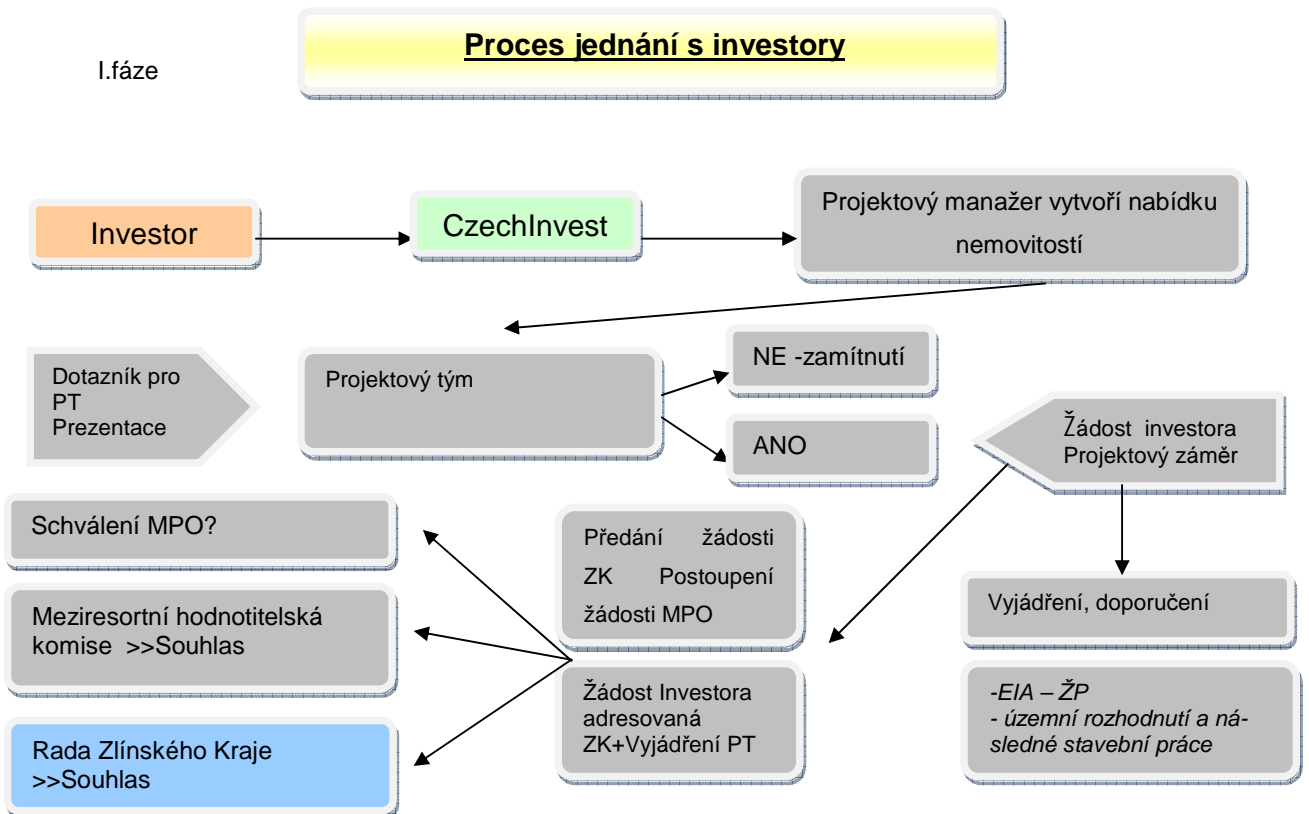 Proces jednání s investory
I.fáze
Investor
CzechInvest
Projektový manažer vytvoří nabídku
nemovitostí
Dotazník pro
PT
Prezentace
Projektový tým
NE -zamítnutí
ANO
Žádost investora
Projektový záměr
Schválení MPO?
Meziresortní hodnotitelská
komise >>Souhlas
Rada Zlínského Kraje
>>Souhlas
Předání žádosti
ZK Postoupení
žádosti MPO
Žádost Investora
adresovaná
ZK+Vyjádření PT
Vyjádření, doporučení
-EIA – ŽP
- územní rozhodnutí a ná-
sledné stavební práce